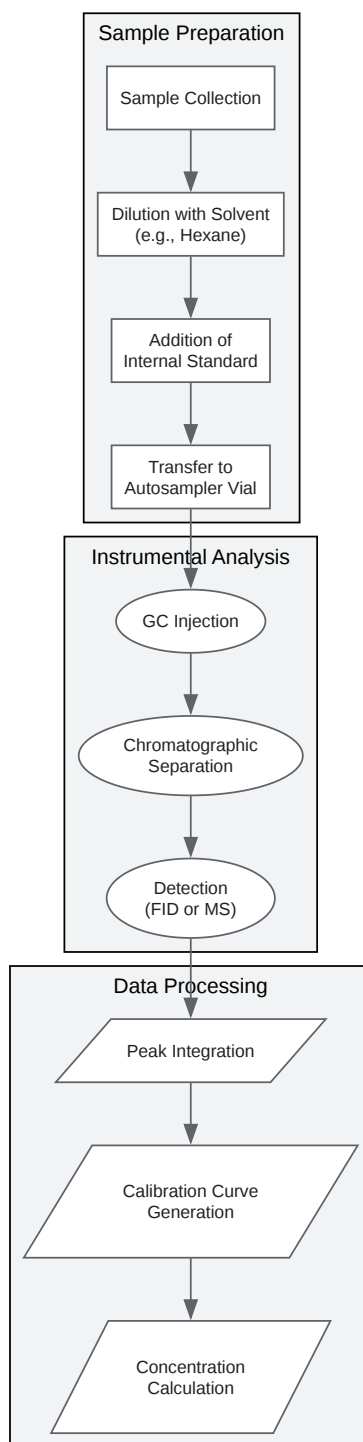 Sample Preparation
Sample Collection
Dilution with Solvent
(e.g., Hexane)
Addition of
Internal Standard
Transfer to
Autosampler Vial
Instrumental Analysis
GC Injection
Chromatographic
Separation
Detection
(FID or MS)
Data Processing
Peak Integration
Calibration Curve
Generation
Concentration
Calculation